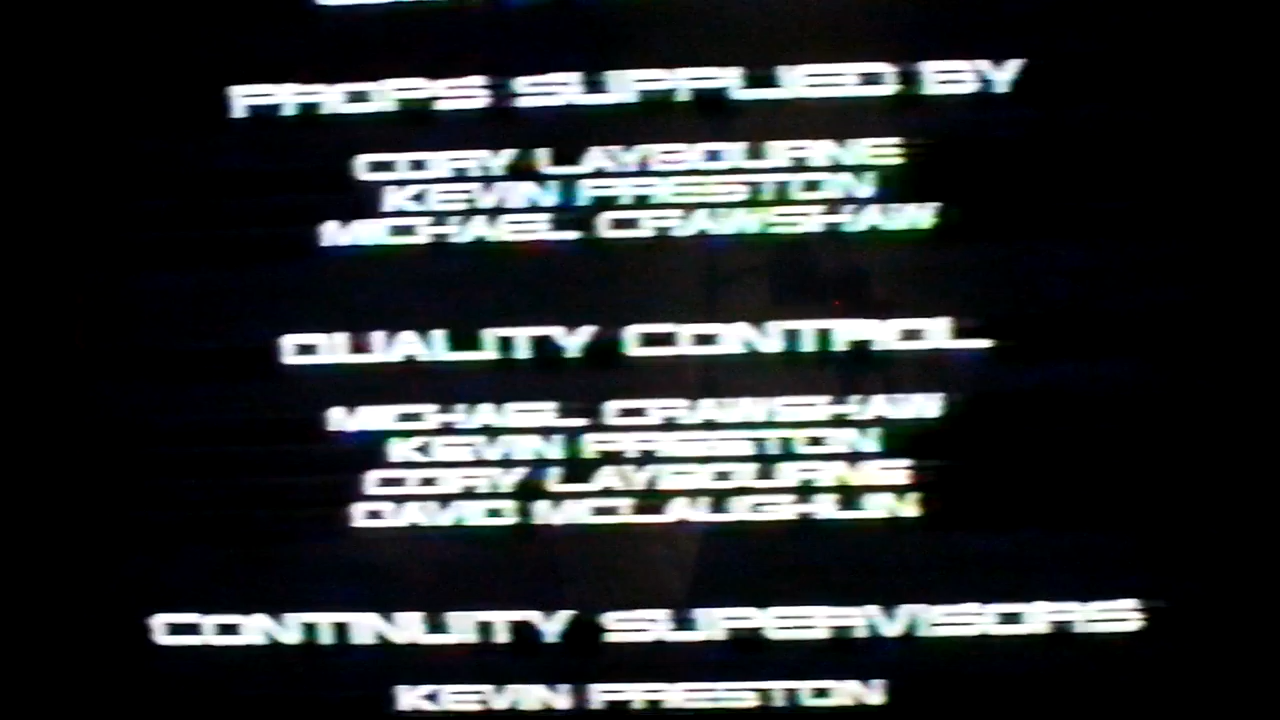 PROPS SUPPLIED BY
CORY LAYBOURNE
KEVIN PRESTON
MICHAEL CRAWSHAW
QUALITY CONTROL
MICHAEL CRAWSHAW
KEVIN PRESTON
CORY LAYBOURNE
DAVID MCLAUGHLIN
CONTINUITY SUPERVISORS
KEVIN PRESTON